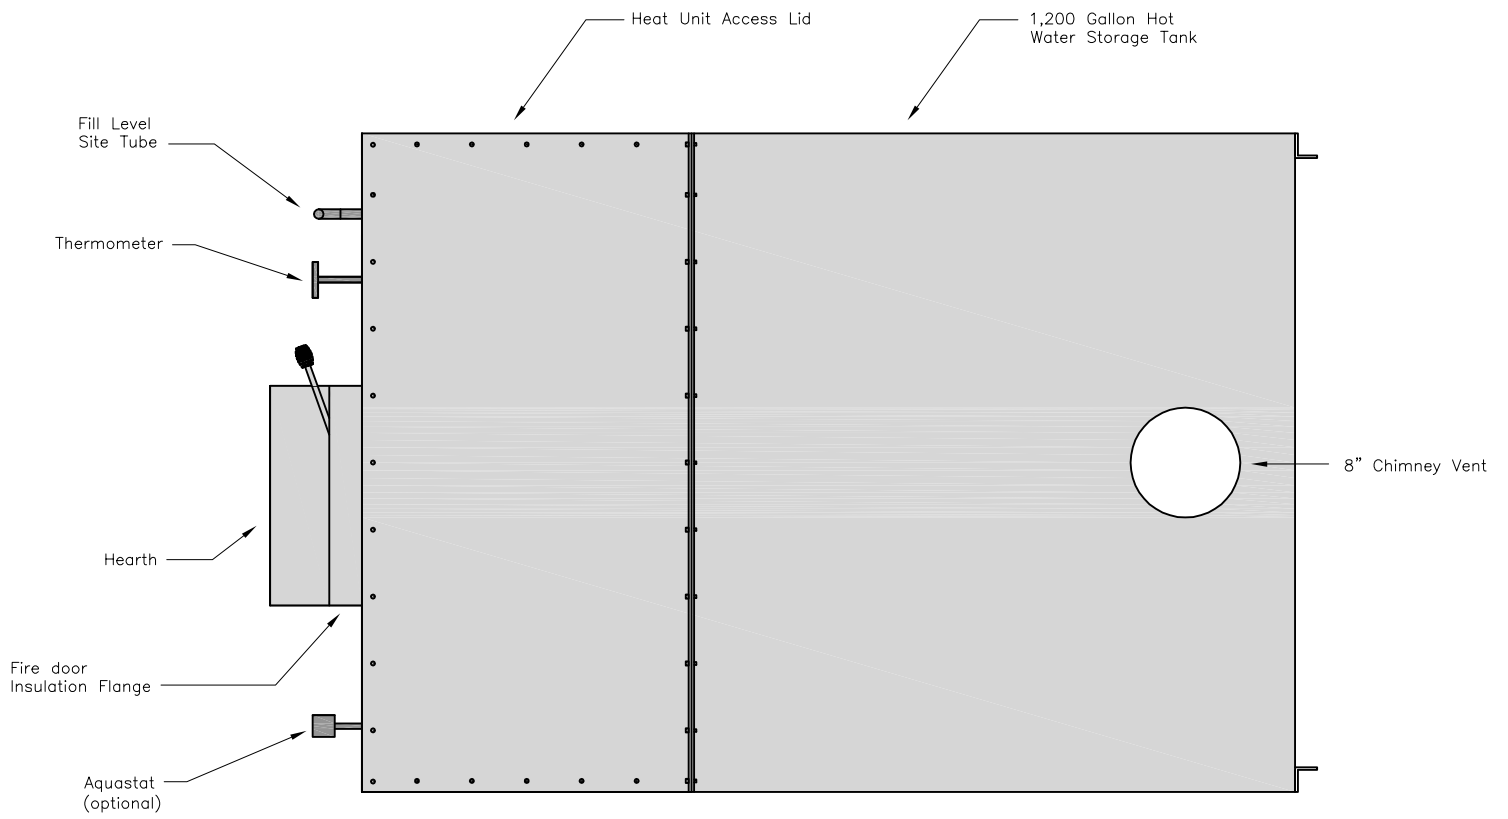 Heat Unit Access Lid
1,200 Gallon Hot
Water Storage Tank
Fill Level
Site Tube
Thermometer
8” Chimney Vent
Hearth
Fire door
Insulation Flange
Aquastat
(optional)